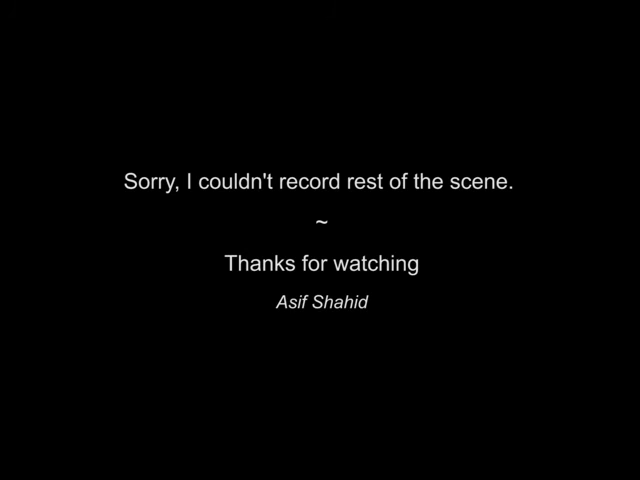 Sorry, I couldn't record rest of the scene.
~
Thanks for watching
Asif Shahid